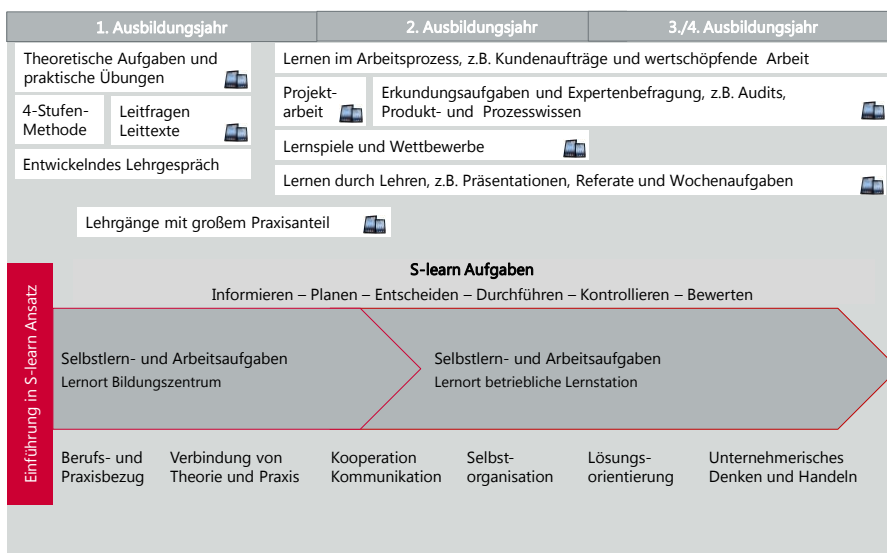 1. Ausbildungsjahr
2. Ausbildungsjahr
3./4. Ausbildungsjahr
Theoretische Aufgaben und
praktische Übungen
Lernen im Arbeitsprozess, z.B. Kundenaufträge und wertschöpfende Arbeit
4-Stufen-
Methode
Leitfragen
Leittexte
Projekt-
arbeit
Erkundungsaufgaben und Expertenbefragung, z.B. Audits,
Produkt- und Prozesswissen
Entwickelndes Lehrgespräch
Lernspiele und Wettbewerbe
Lernen durch Lehren, z.B. Präsentationen, Referate und Wochenaufgaben
Lehrgänge mit großem Praxisanteil
Einführung in S-learn Ansatz
S-learn Aufgaben
Informieren – Planen – Entscheiden – Durchführen – Kontrollieren – Bewerten
Selbstlern- und Arbeitsaufgaben
Lernort Bildungszentrum
Selbstlern- und Arbeitsaufgaben
Lernort betriebliche Lernstation
Berufs- und
Praxisbezug
Verbindung von
Theorie und Praxis
Kooperation
Kommunikation
Selbst-
organisation
Lösungs-
orientierung
Unternehmerisches
Denken und Handeln